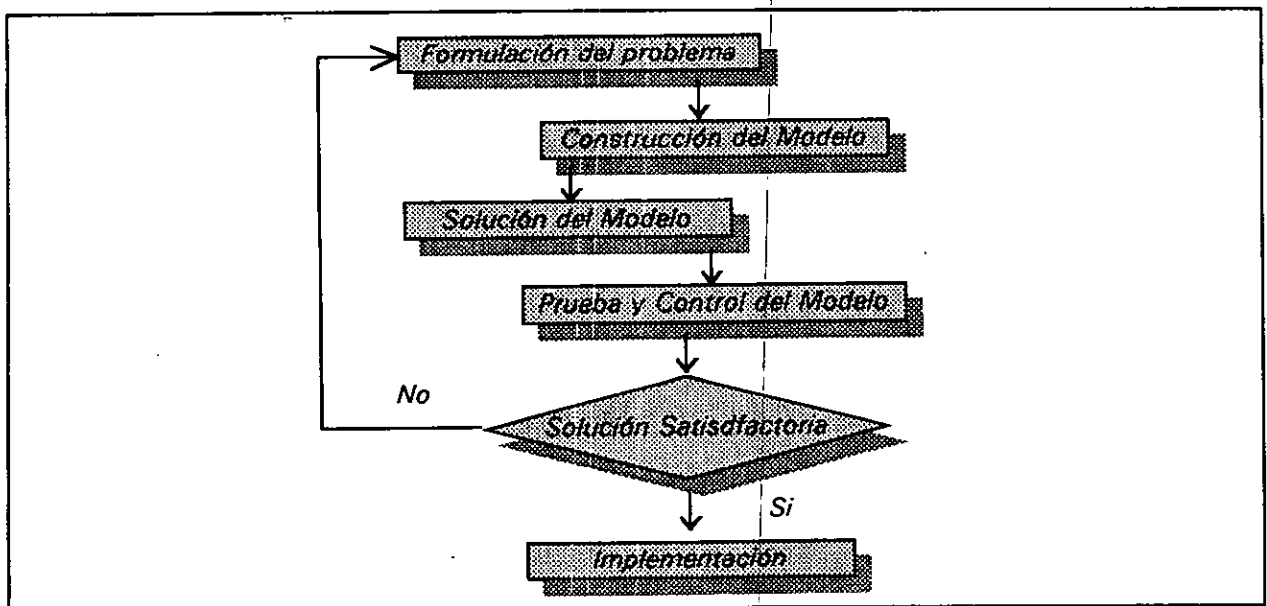 Formulación del problema
Construcción del Modelo
Solución del Modelo
Prueba y Control del Modelo
No
Solución Satisdfactoria
Si
Implementación